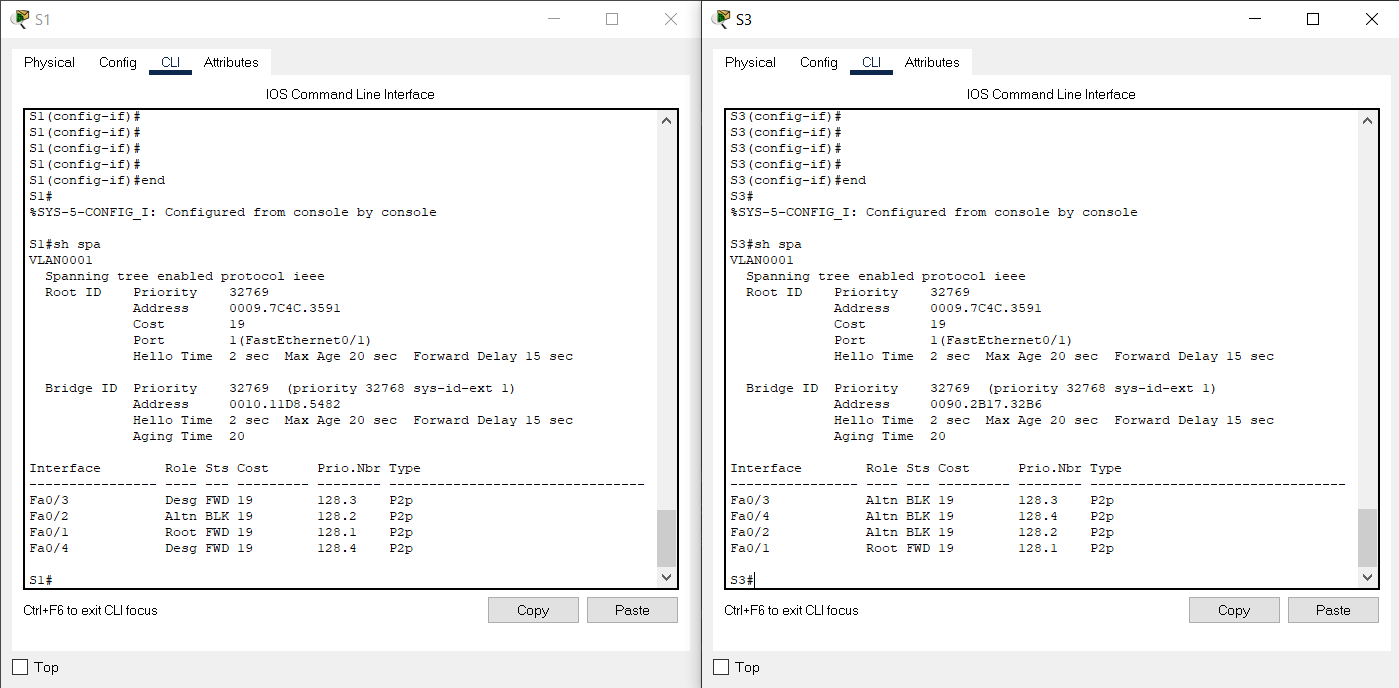 S1
Physical Config CLI Attributes
IOS Command Line Interface
S1(config-if)#
S1(config-if)#
S1(config-if)#
S1(config-if)#
S1(config-if)#end
S1#
%SYS-5-CONFIG_I: Configured from console by console
S1#sh spa
VLAN0001
Spanning tree enabled protocol ieee
Root ID Priority 32769
Address 0009.7C4C.3591
Cost 19
Port 1(FastEthernet0/1)
Hello Time 2 sec Max Age 20 sec Forward Delay 15 sec
Bridge ID Priority 32769 (priority 32768 sys-id-ext 1)
Address 0010.11D8.5482
Hello Time 2 sec Max Age 20 sec Forward Delay 15 sec
Aging Time 20
Interface Role Sts Cost Prio.Nbr Type
---------------- ---- --- --------- -------- --------------------------------
Fa0/3 Desg FWD 19 128.3 P2p
Fa0/2 Altn BLK 19 128.2 P2p
Fa0/1 Root FWD 19 128.1 P2p
Fa0/4 Desg FWD 19 128.4 P2p
S1#
Ctrl+F6 to exit CLI focus
Copy Paste
Top
S3
Physical Config CLI Attributes
IOS Command Line Interface
S3(config-if)#
S3(config-if)#
S3(config-if)#
S3(config-if)#
S3(config-if)#end
S3#
%SYS-5-CONFIG_I: Configured from console by console
S3#sh spa
VLAN0001
Spanning tree enabled protocol ieee
Root ID Priority 32769
Address 0009.7C4C.3591
Cost 19
Port 1(FastEthernet0/1)
Hello Time 2 sec Max Age 20 sec Forward Delay 15 sec
Bridge ID Priority 32769 (priority 32768 sys-id-ext 1)
Address 0090.2B17.32B6
Hello Time 2 sec Max Age 20 sec Forward Delay 15 sec
Aging Time 20
Interface Role Sts Cost Prio.Nbr Type
---------------- ---- --- --------- -------- --------------------------------
Fa0/3 Altn BLK 19 128.3 P2p
Fa0/4 Altn BLK 19 128.4 P2p
Fa0/2 Altn BLK 19 128.2 P2p
Fa0/1 Root FWD 19 128.1 P2p
S3#
Ctrl+F6 to exit CLI focus
Copy Paste
Top